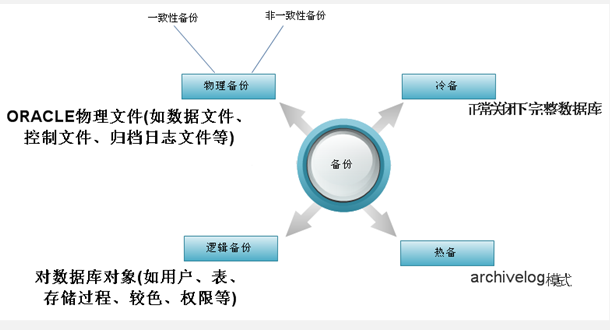 一致性备份
非一致性备份
物理备份
冷备
ORACLE物理文件(如数据文件、
控制文件、归档日志文件等)
正常关闭下完整数据库
备份
逻辑备份
热备
对数据库对象(如用户、表、
存储过程、较色、权限等)
archivelog模式